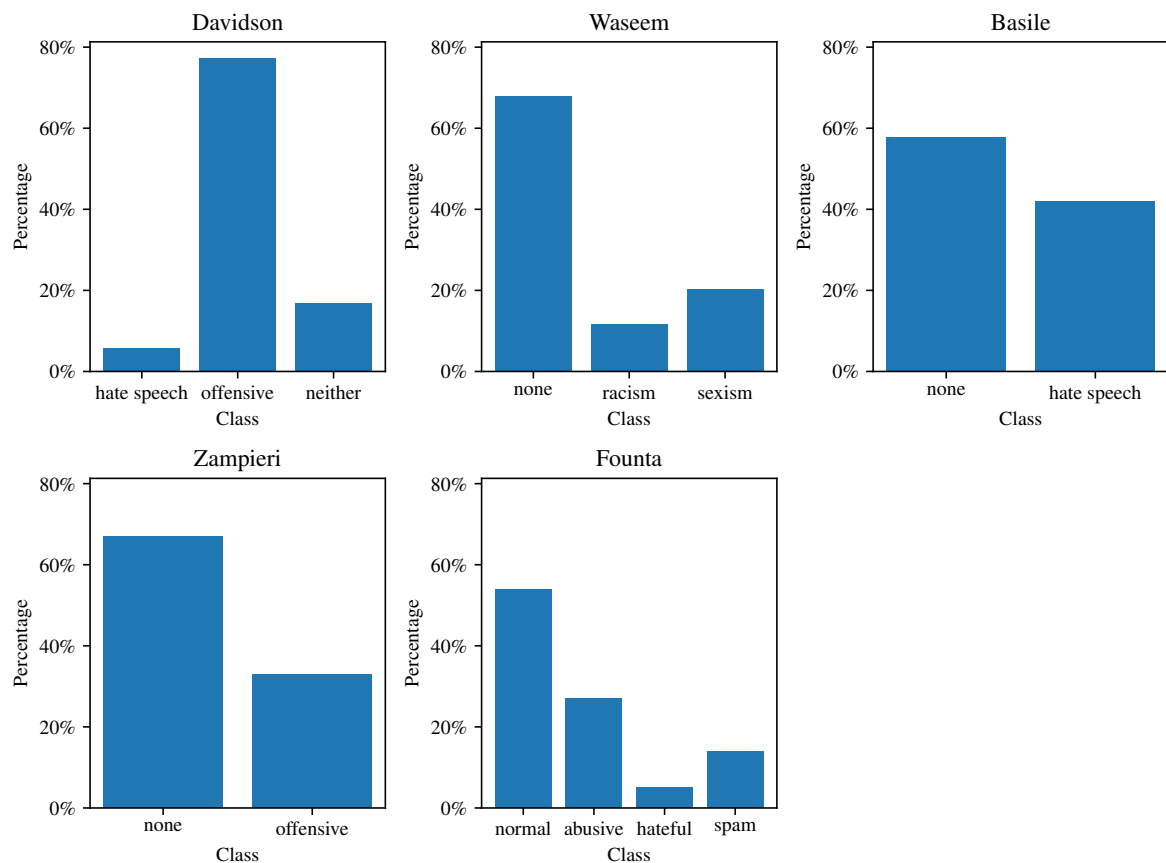 Davidson
80%
60%
40%
20%
0%
Percentage
hate speech offensive neither
Class
Waseem
80%
60%
40%
20%
0%
Percentage
none racism sexism
Class
Basile
80%
60%
40%
20%
0%
Percentage
none hate speech
Class
Zampieri
80%
60%
40%
20%
0%
Percentage
none offensive
Class
Founta
80%
60%
40%
20%
0%
Percentage
normal abusive hateful spam
Class